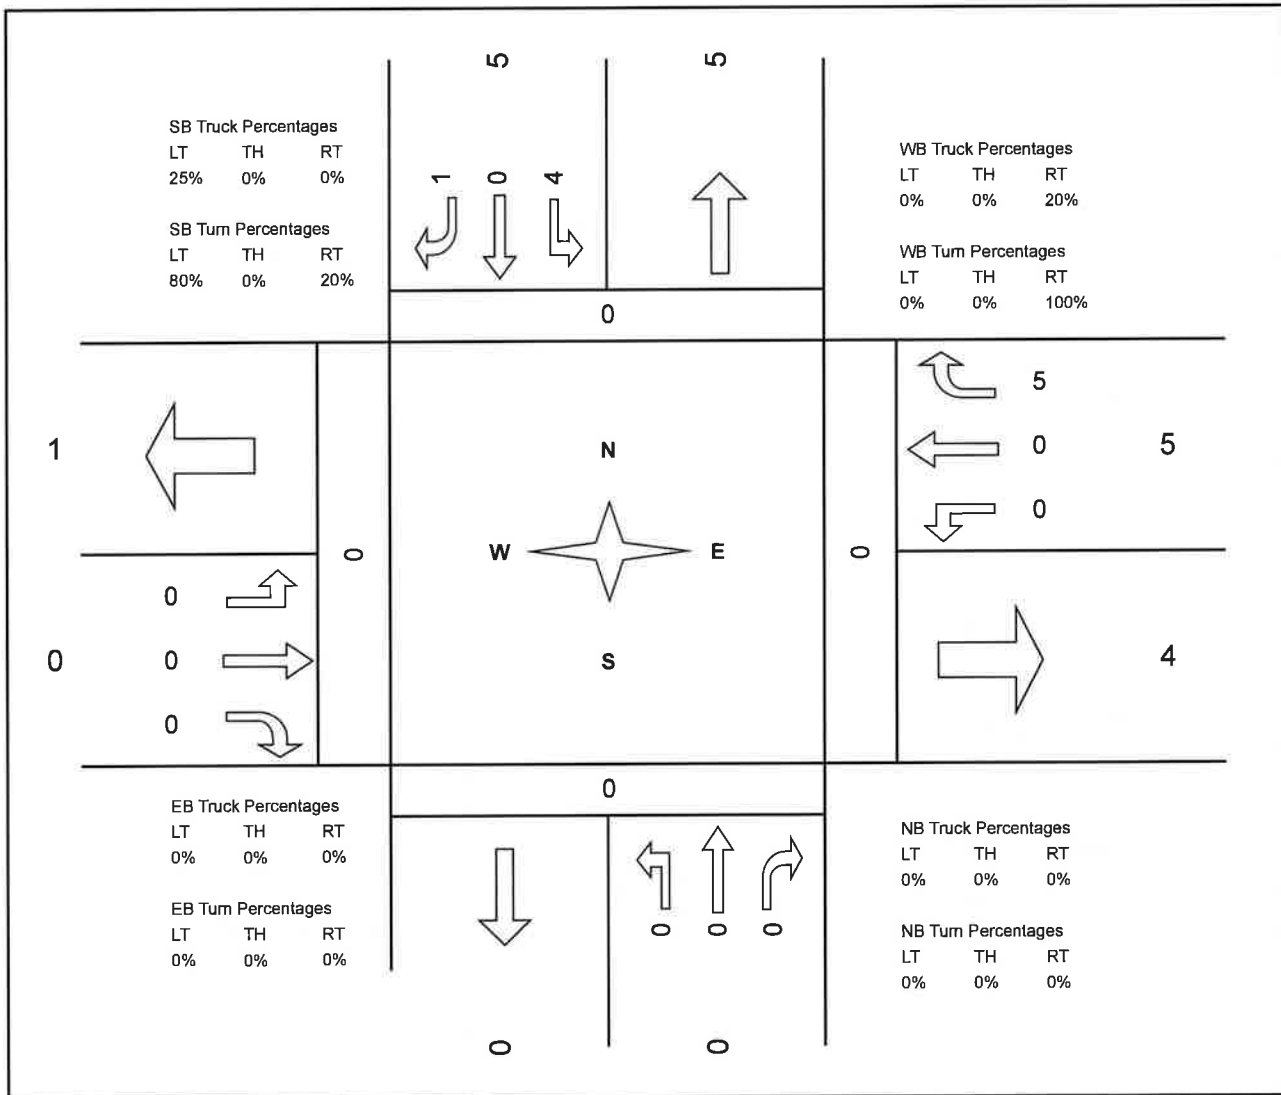 5 5
SB Truck Percentages
LT TH RT
25% 0% 0%
SB Turn Percentages
LT TH RT
80% 0% 20%
1 0 4
WB Truck Percentages
LT TH RT
0% 0% 20%
WB Turn Percentages
LT TH RT
0% 0% 100%
0
1
5
0
0
5
N
W E
S
0
0
0
0
0
0
4
0
EB Truck Percentages
LT TH RT
0% 0% 0%
EB Turn Percentages
LT TH RT
0% 0% 0%
0 0 0
NB Truck Percentages
LT TH RT
0% 0% 0%
NB Turn Percentages
LT TH RT
0% 0% 0%
0 0